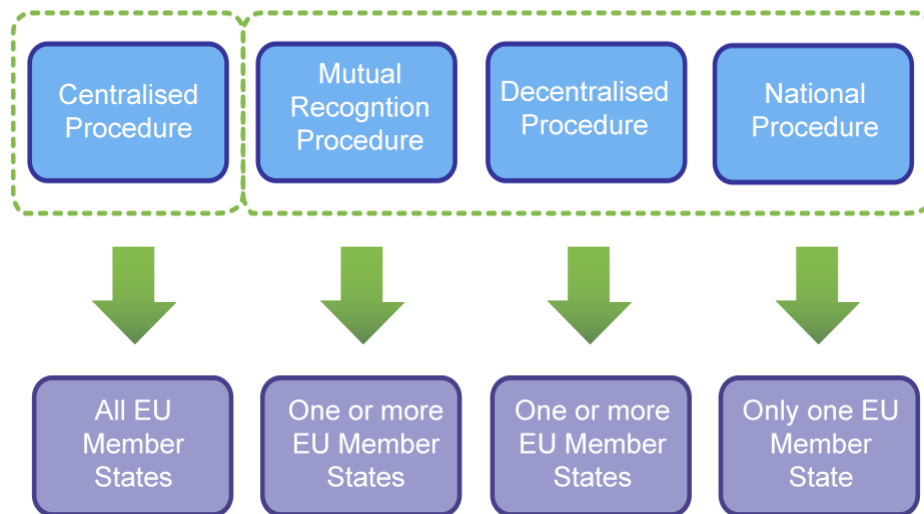 Centralised
Procedure
Mutual
Recogntion
Procedure
Decentralised
Procedure
National
Procedure
All EU
Member
States
One or more
EU Member
States
One or more
EU Member
States
Only one EU
Member
State